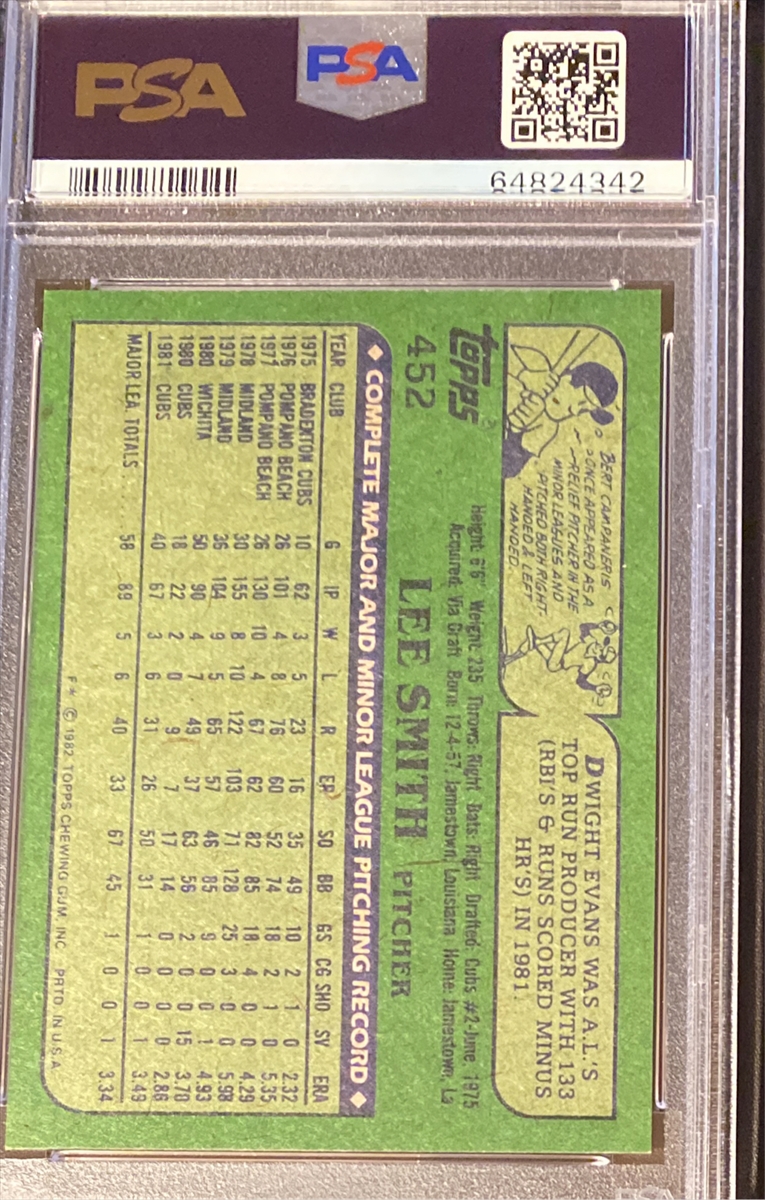 PSA
PSA
64824342
BERT CAMPANERIS
ONCE APPEARED AS A
RELIEF PITCHER IN THE
MINOR LEAGUES AND
PITCHED BOTH RIGHT-
HANDED & LEFT-
HANDED.
DWIGHT EVANS WAS A.L.'S
TOP RUN PRODUCER WITH 133
(RBI'S & RUNS SCORED MINUS
HR'S) IN 1981.
TOPPS®
452
Height: 6'6" Weight: 235 Throws: Right Bats: Right Drafted: Cubs #2-June, 1975
Acquired: Via Draft Born: 12-4-57, Jamestown, Louisiana Home: Jamestown, La
LEE SMITH PITCHER
◆ COMPLETE MAJOR AND MINOR LEAGUE PITCHING RECORD ◆
YEAR CLUB G IP W L R ER SO BB GS CG SHO SV ERA
1975 BRADENTON CUBS 10 62 3 5 23 16 35 49 10 2 1 0 2.32
1976 POMPANO BEACH 26 101 4 8 76 60 52 74 18 2 1 0 5.35
1977 POMPANO BEACH 26 130 10 4 67 62 82 85 18 4 0 0 4.29
1978 MIDLAND 30 155 8 10 122 103 71 128 25 3 0 0 5.98
1979 MIDLAND 36 104 9 5 65 57 46 85 9 0 0 1 4.93
1980 WICHITA 50 90 4 7 49 37 63 56 2 0 0 15 3.70
1980 CUBS 18 22 2 0 9 7 17 14 0 0 0 0 2.86
1981 CUBS 40 67 3 6 31 26 50 31 1 0 0 1 3.49
MAJOR LEA. TOTALS . . . . 58 89 5 6 40 33 67 45 1 0 0 1 3.34
F* © 1982 TOPPS CHEWING GUM, INC. PRTD. IN U.S.A.